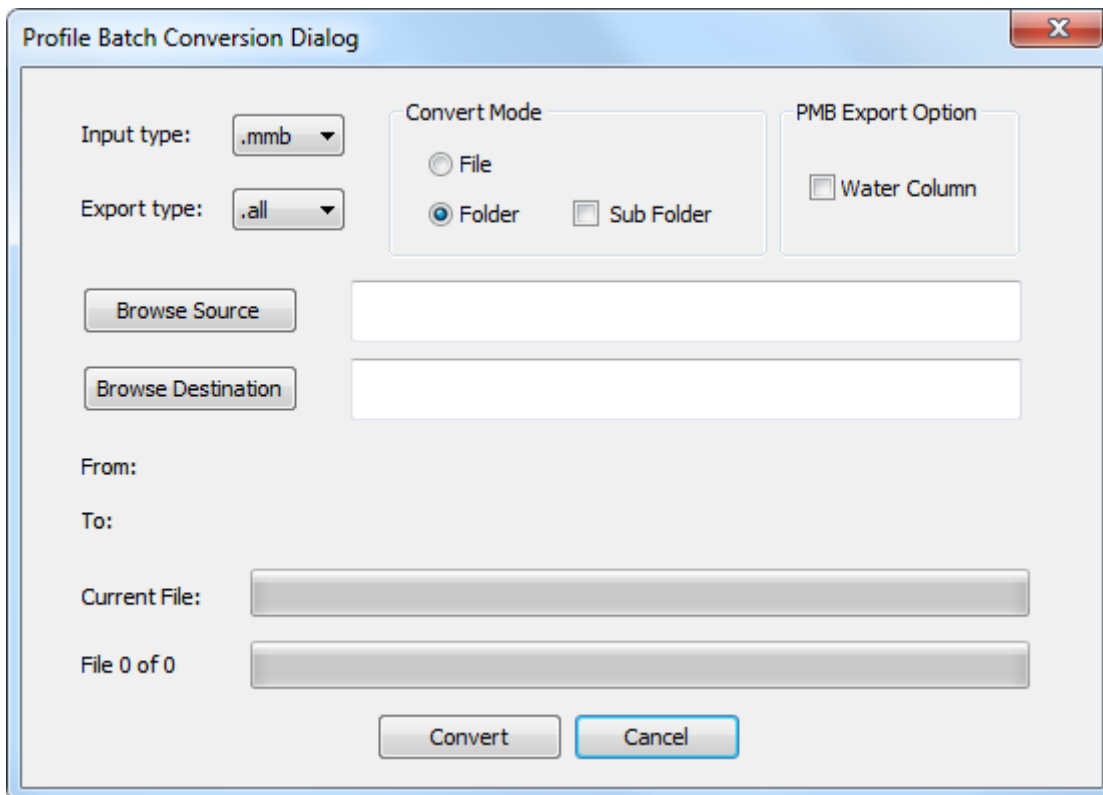 Profile Batch Conversion Dialog
Input type: .mmb
Export type: .all
Convert Mode
File
Folder Sub Folder
PMB Export Option
Water Column
Browse Source
Browse Destination
From:
To:
Current File:
File 0 of 0
Convert Cancel